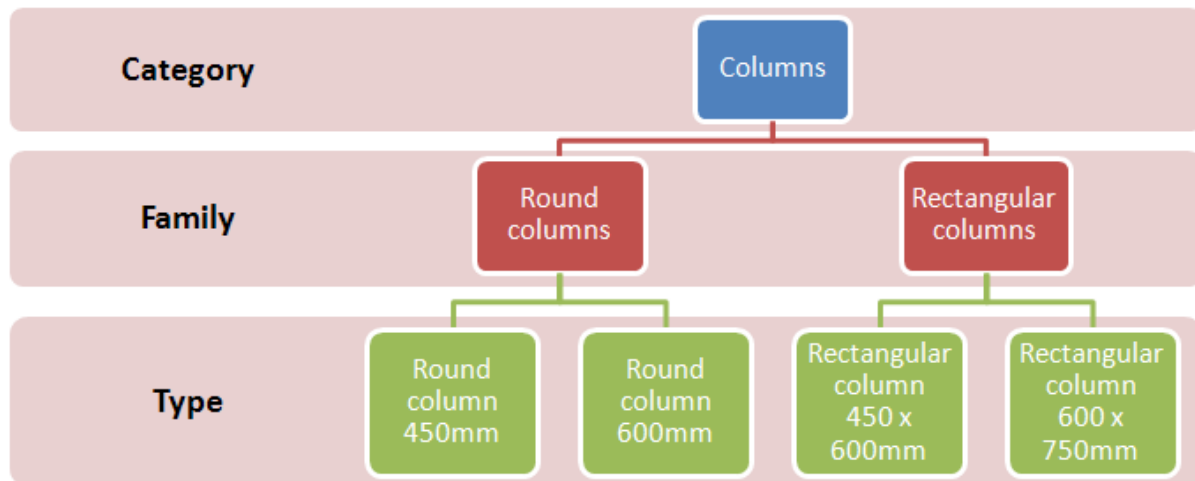 Category
Columns
Family
Round
columns
Rectangular
columns
Type
Round
column
450mm
Round
column
600mm
Rectangular
column
450 x
600mm
Rectangular
column
600 x
750mm